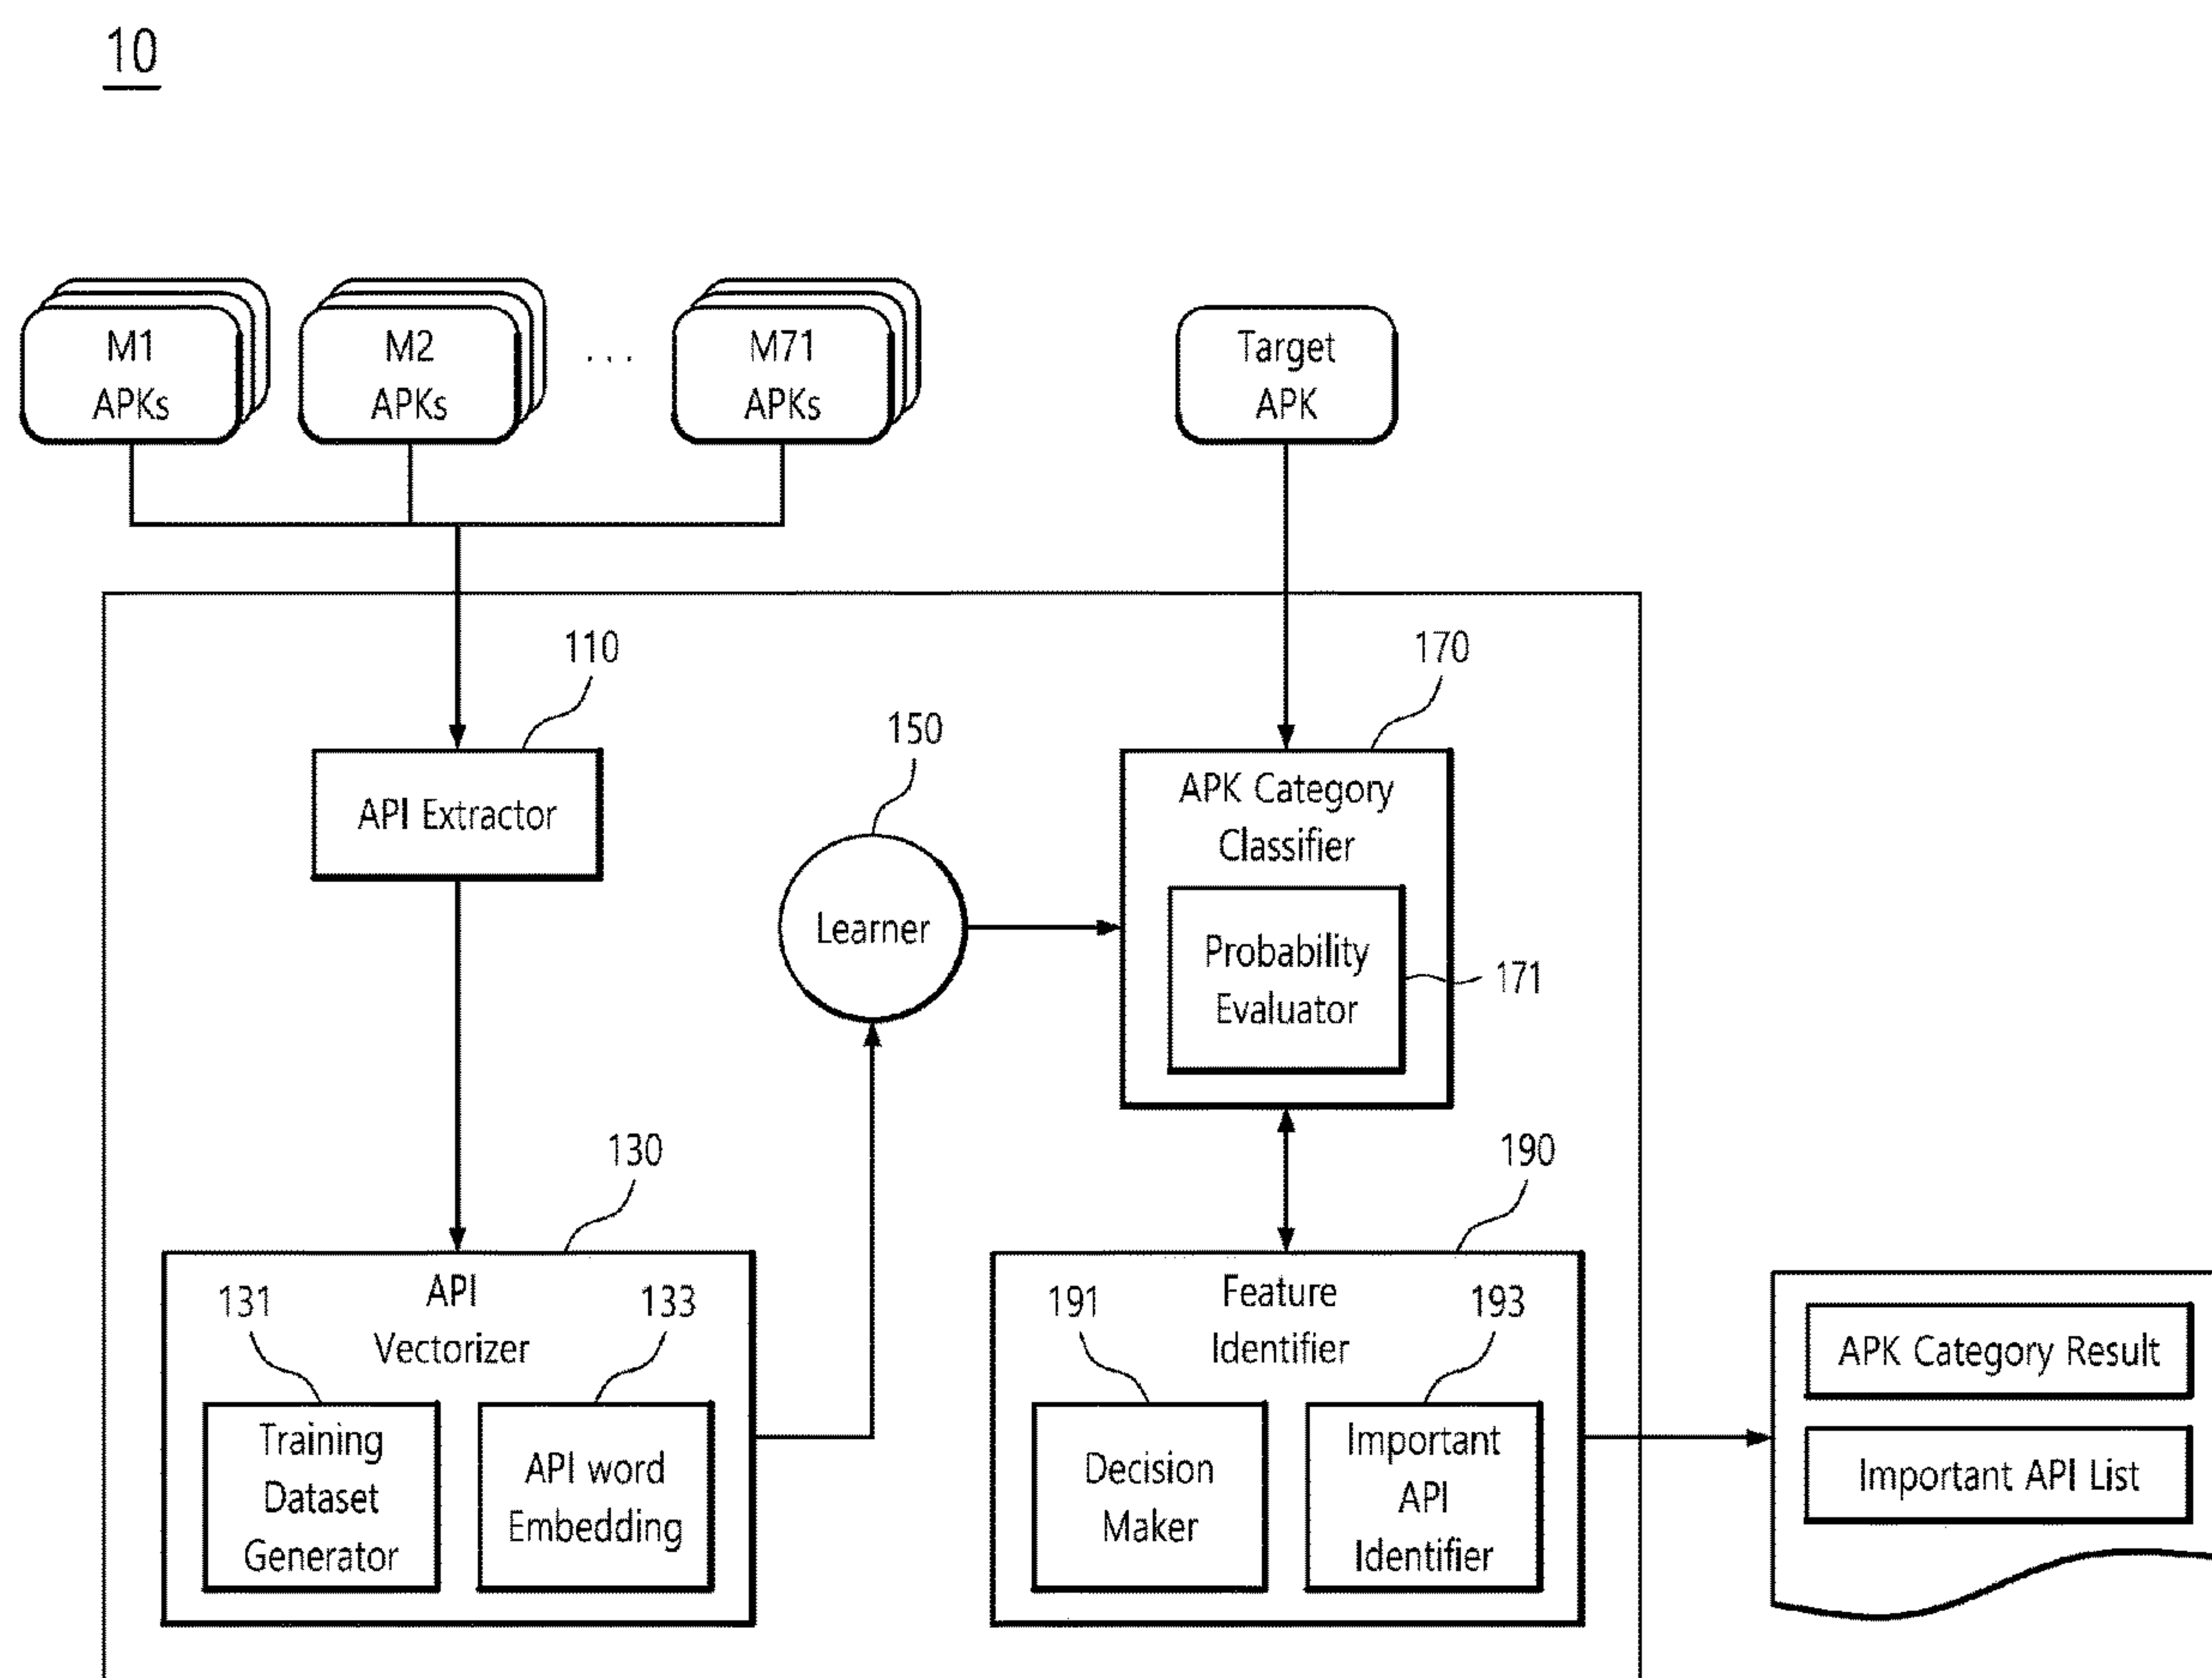 10
M1
APKs
M2
APKs
...
M71
APKs
Target
APK
110
170
150
API Extractor
APK Category
Classifier
Learner
Probability
Evaluator
171
130
190
API
Vectorizer
131
133
Training
Dataset
Generator
API word
Embedding
Feature
Identifier
191
193
Decision
Maker
Important
API
Identifier
APK Category Result
Important API List